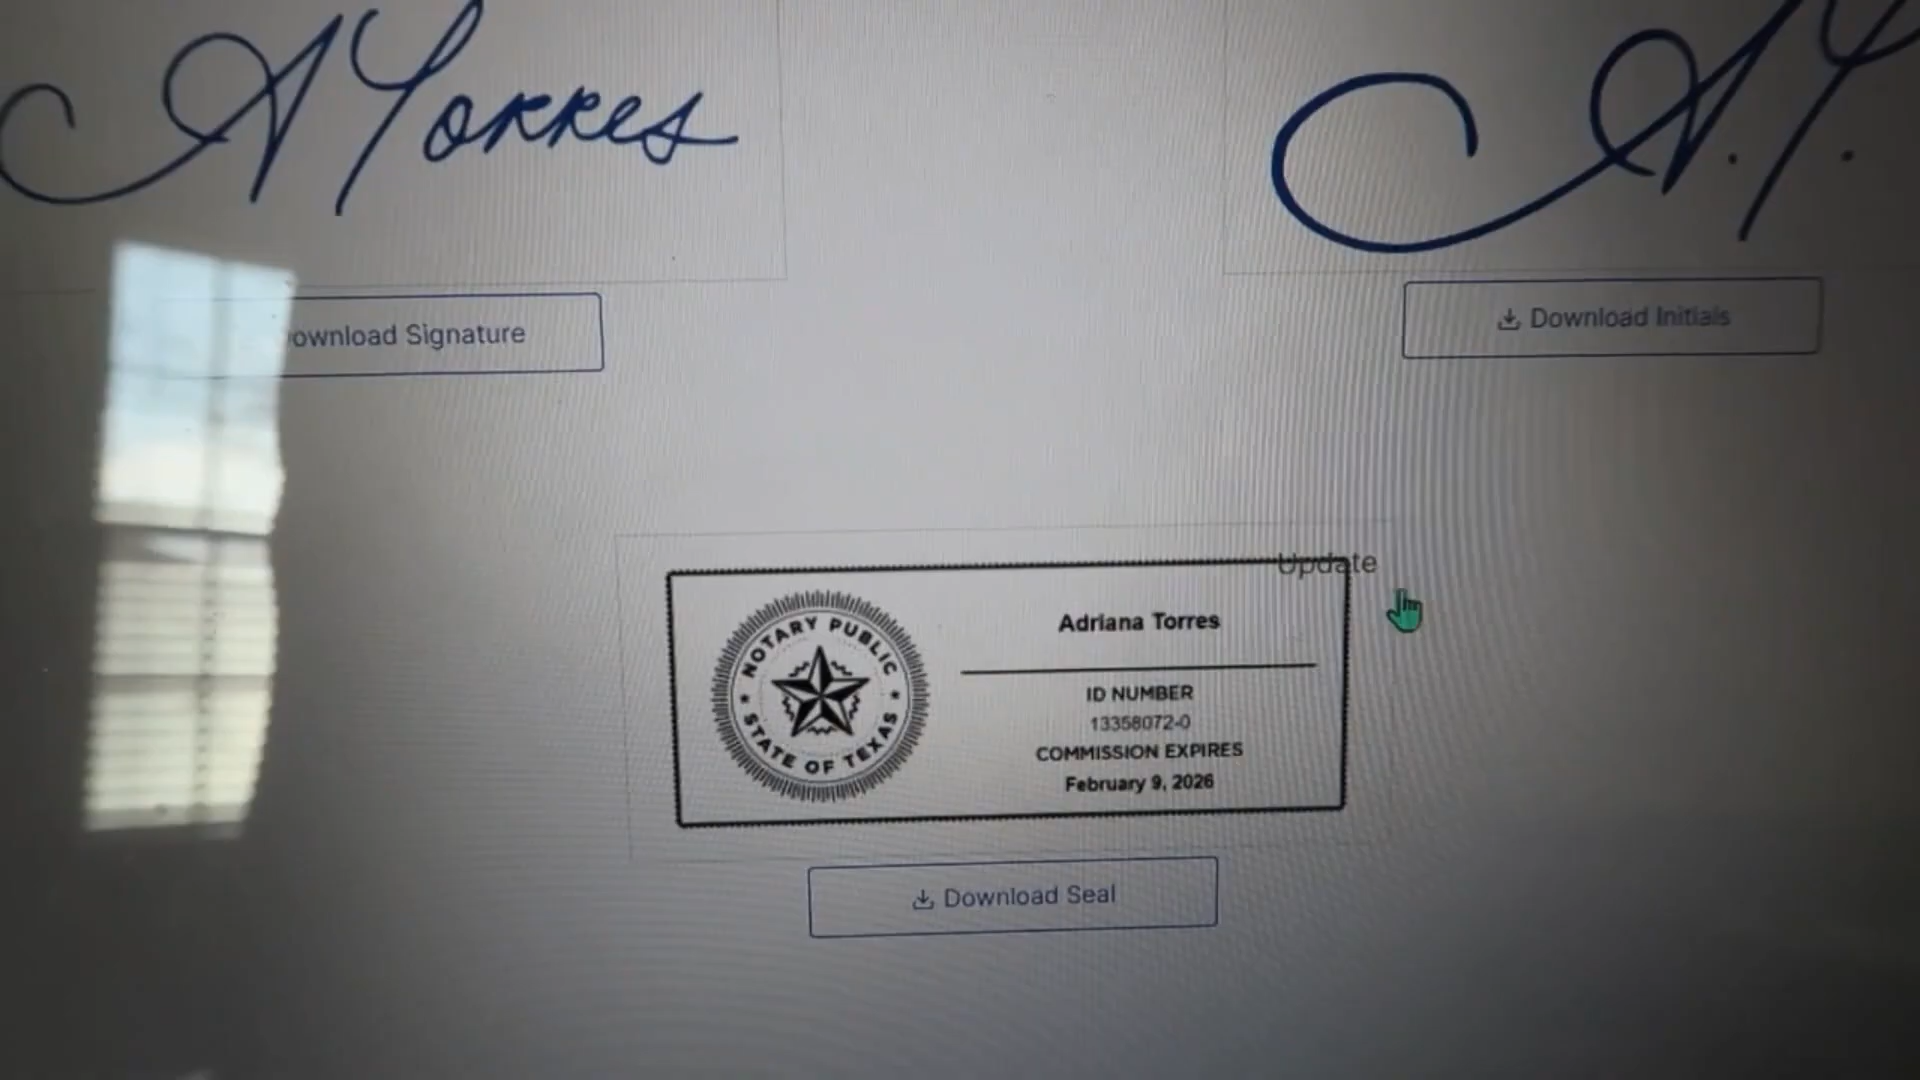 A Torres
A. T.
ownload Signature
Download Initials
Update
NOTARY PUBLIC
STATE OF TEXAS
Adriana Torres
ID NUMBER
13358072-0
COMMISSION EXPIRES
February 9, 2026
Download Seal